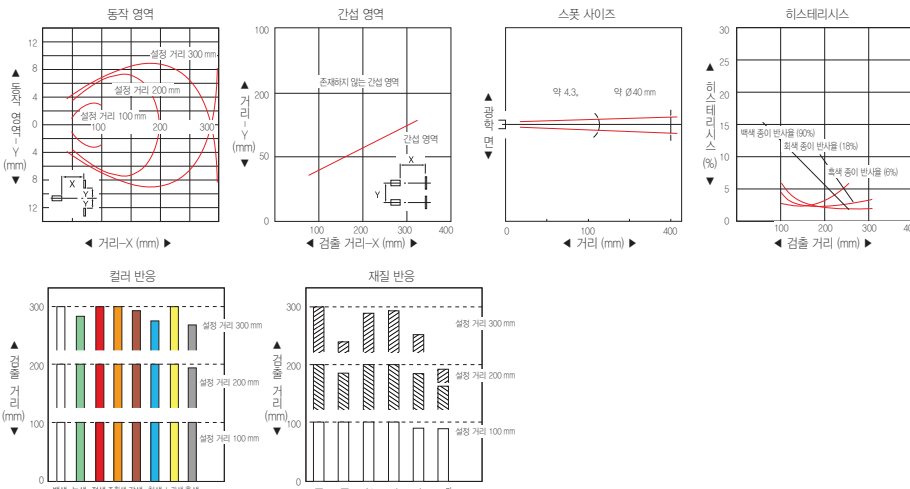 동작 영역
12
8
4
0
4
8
12
▲ 동작 영역-Y (mm) ▼
설정 거리 300 mm
설정 거리 200 mm
설정 거리 100 mm
X
Y
Y
0
100
200
300
◀ 거리-X (mm) ▶
간섭 영역
100
200
50
0
▲ 거리-Y (mm) ▼
존재하지 않는 간섭 영역
간섭 영역
X
Y
100
200
300
400
◀ 검출 거리-X (mm) ▶
스폿 사이즈
▲ 광학 면 ▼
약 4.3。
약 Ø40 mm
0
100
400
◀ 거리 (mm) ▶
히스테리시스
30
25
20
15
10
5
0
▲ 히스테리시스 (%) ▼
백색 종이 반사율 (90%)
회색 종이 반사율 (18%)
흑색 종이 반사율 (6%)
100
200
300
400
◀ 검출 거리 (mm) ▶
컬러 반응
300
200
100
0
▲ 검출 거리 (mm) ▼
설정 거리 300 mm
설정 거리 200 mm
설정 거리 100 mm
재질 반응
300
200
100
0
▲ 검출 거리 (mm) ▼
설정 거리 300 mm
설정 거리 200 mm
설정 거리 100 mm